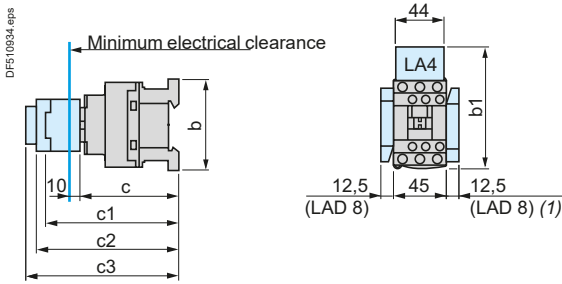 DF510934.eps
Minimum electrical clearance
b
10
c
c1
c2
c3
44
LA4
b1
12,5
45
12,5
(LAD 8)
(LAD 8) (1)